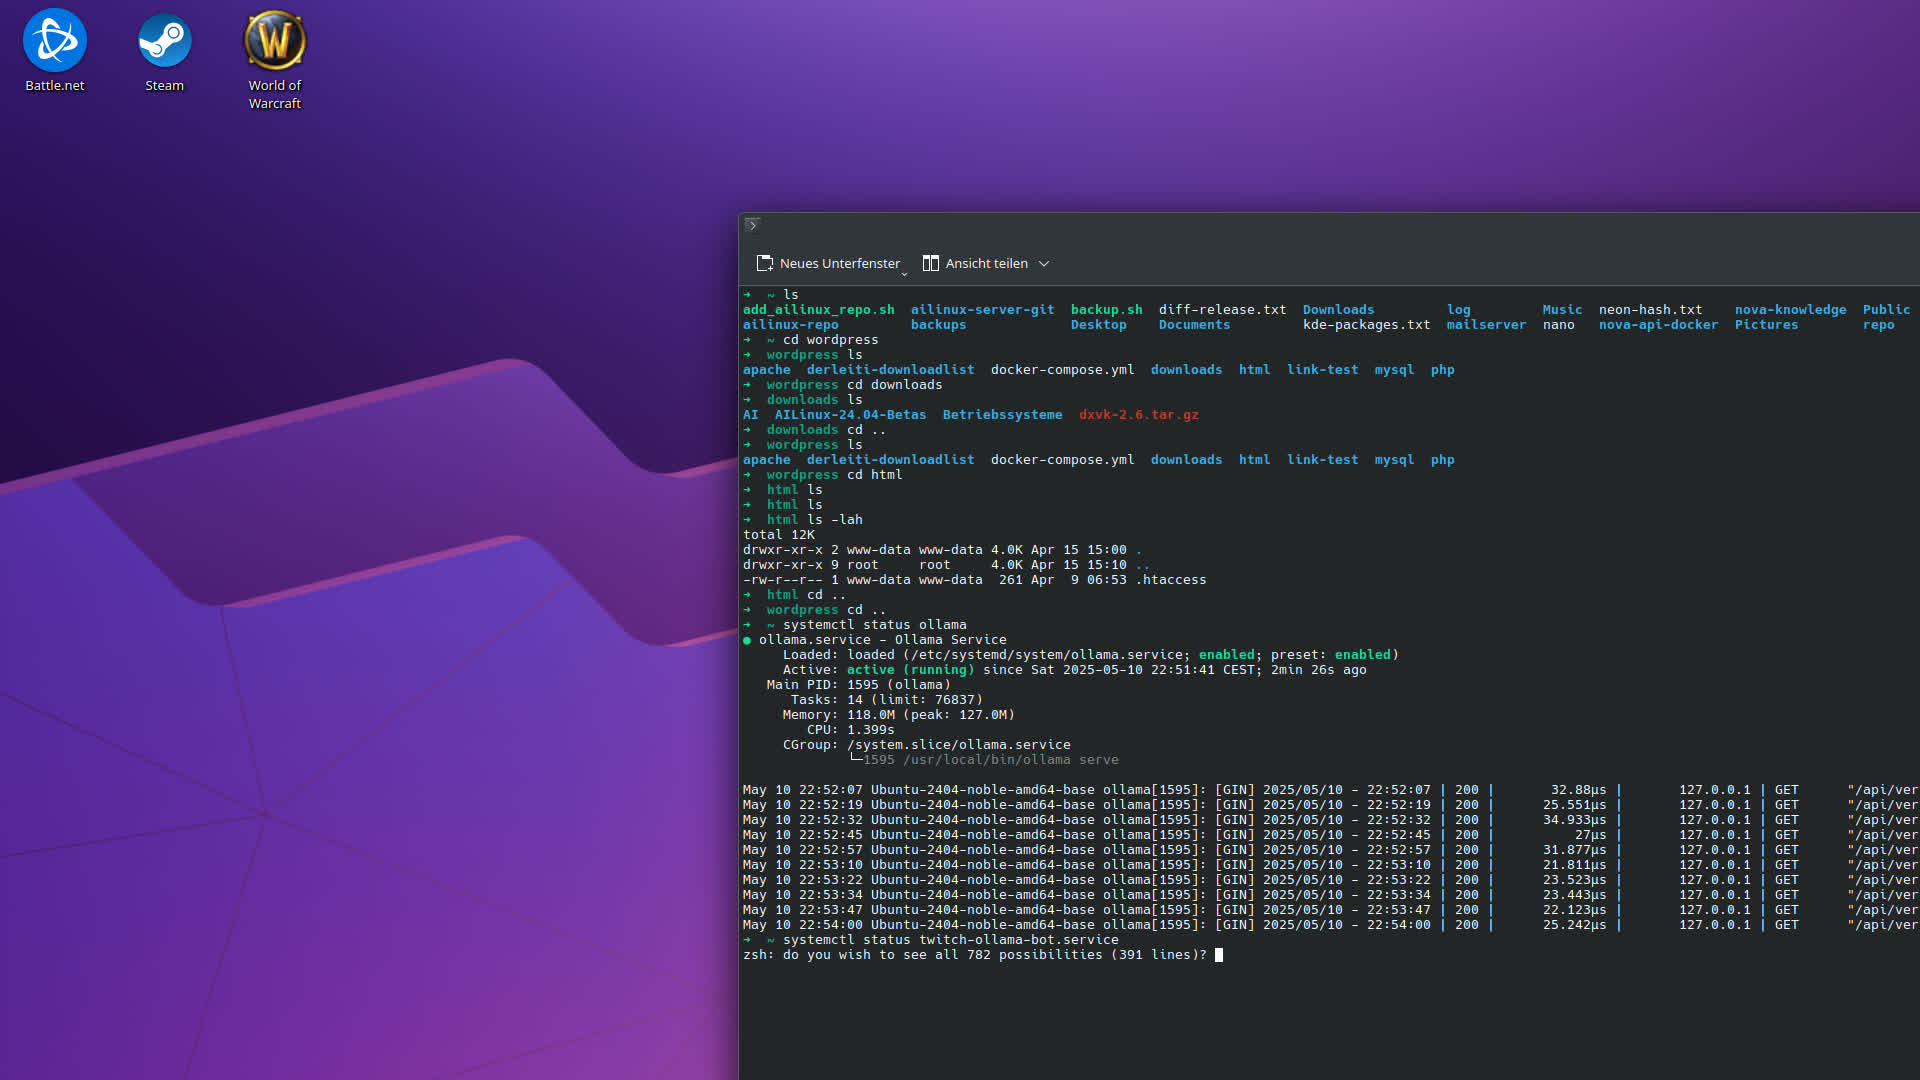 Battle.net
Steam
World of
Warcraft
Neues Unterfenster
Ansicht teilen
➜  ~ ls
add_ailinux_repo.sh  ailinux-server-git  backup.sh  diff-release.txt  Downloads         log         Music  neon-hash.txt    nova-knowledge  Public
ailinux-repo         backups             Desktop    Documents         kde-packages.txt  mailserver  nano   nova-api-docker  Pictures        repo
➜  ~ cd wordpress
➜  wordpress ls
apache  derleiti-downloadlist  docker-compose.yml  downloads  html  link-test  mysql  php
➜  wordpress cd downloads
➜  downloads ls
AI  AILinux-24.04-Betas  Betriebssysteme  dxvk-2.6.tar.gz
➜  downloads cd ..
➜  wordpress ls
apache  derleiti-downloadlist  docker-compose.yml  downloads  html  link-test  mysql  php
➜  wordpress cd html
➜  html ls
➜  html ls
➜  html ls -lah
total 12K
drwxr-xr-x 2 www-data www-data 4.0K Apr 15 15:00 .
drwxr-xr-x 9 root     root     4.0K Apr 15 15:10 ..
-rw-r--r-- 1 www-data www-data  261 Apr  9 06:53 .htaccess
➜  html cd ..
➜  wordpress cd ..
➜  ~ systemctl status ollama
● ollama.service - Ollama Service
     Loaded: loaded (/etc/systemd/system/ollama.service; enabled; preset: enabled)
     Active: active (running) since Sat 2025-05-10 22:51:41 CEST; 2min 26s ago
   Main PID: 1595 (ollama)
      Tasks: 14 (limit: 76837)
     Memory: 118.0M (peak: 127.0M)
        CPU: 1.399s
     CGroup: /system.slice/ollama.service
             └─1595 /usr/local/bin/ollama serve
May 10 22:52:07 Ubuntu-2404-noble-amd64-base ollama[1595]: [GIN] 2025/05/10 - 22:52:07 | 200 |       32.88µs |       127.0.0.1 | GET      "/api/ver
May 10 22:52:19 Ubuntu-2404-noble-amd64-base ollama[1595]: [GIN] 2025/05/10 - 22:52:19 | 200 |      25.551µs |       127.0.0.1 | GET      "/api/ver
May 10 22:52:32 Ubuntu-2404-noble-amd64-base ollama[1595]: [GIN] 2025/05/10 - 22:52:32 | 200 |      34.933µs |       127.0.0.1 | GET      "/api/ver
May 10 22:52:45 Ubuntu-2404-noble-amd64-base ollama[1595]: [GIN] 2025/05/10 - 22:52:45 | 200 |          27µs |       127.0.0.1 | GET      "/api/ver
May 10 22:52:57 Ubuntu-2404-noble-amd64-base ollama[1595]: [GIN] 2025/05/10 - 22:52:57 | 200 |      31.877µs |       127.0.0.1 | GET      "/api/ver
May 10 22:53:10 Ubuntu-2404-noble-amd64-base ollama[1595]: [GIN] 2025/05/10 - 22:53:10 | 200 |      21.811µs |       127.0.0.1 | GET      "/api/ver
May 10 22:53:22 Ubuntu-2404-noble-amd64-base ollama[1595]: [GIN] 2025/05/10 - 22:53:22 | 200 |      23.523µs |       127.0.0.1 | GET      "/api/ver
May 10 22:53:34 Ubuntu-2404-noble-amd64-base ollama[1595]: [GIN] 2025/05/10 - 22:53:34 | 200 |      23.443µs |       127.0.0.1 | GET      "/api/ver
May 10 22:53:47 Ubuntu-2404-noble-amd64-base ollama[1595]: [GIN] 2025/05/10 - 22:53:47 | 200 |      22.123µs |       127.0.0.1 | GET      "/api/ver
May 10 22:54:00 Ubuntu-2404-noble-amd64-base ollama[1595]: [GIN] 2025/05/10 - 22:54:00 | 200 |      25.242µs |       127.0.0.1 | GET      "/api/ver
➜  ~ systemctl status twitch-ollama-bot.service
zsh: do you wish to see all 782 possibilities (391 lines)?